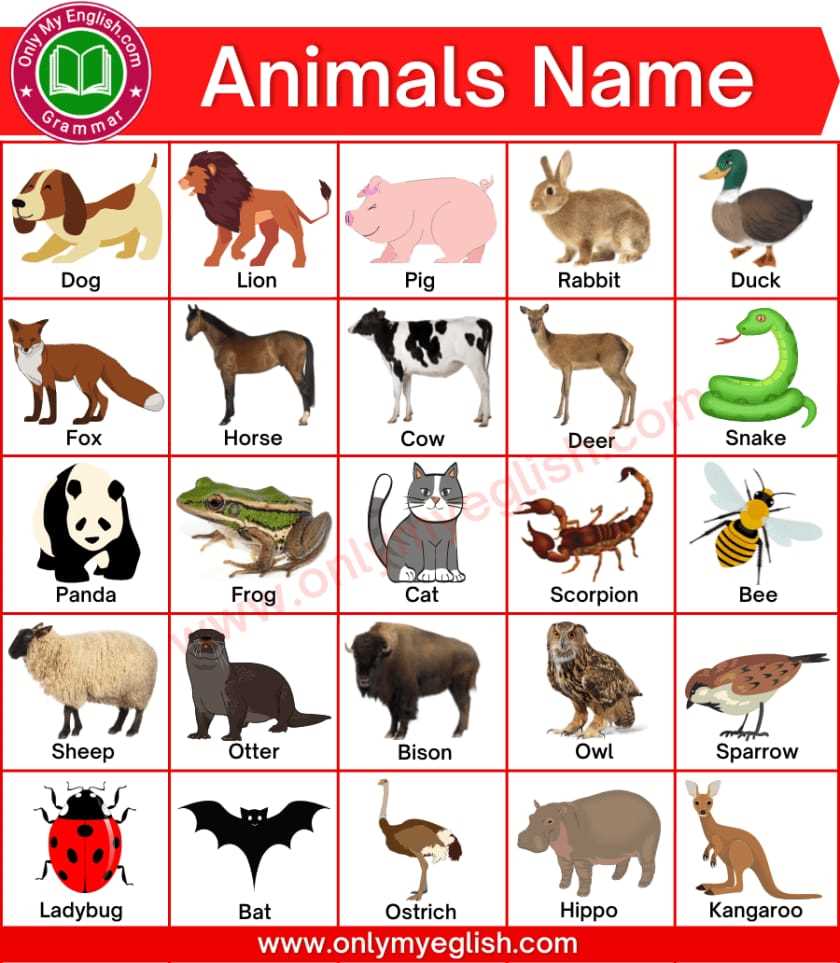 Only My English.com
Grammar
Animals Name
Dog
Lion
Pig
Rabbit
Duck
Fox
Horse
Cow
Deer
Snake
Panda
Frog
Cat
Scorpion
Bee
Sheep
Otter
Bison
Owl
Sparrow
Ladybug
Bat
Ostrich
Hippo
Kangaroo
www.onlymyeglish.com
www.onlymyeglish.com